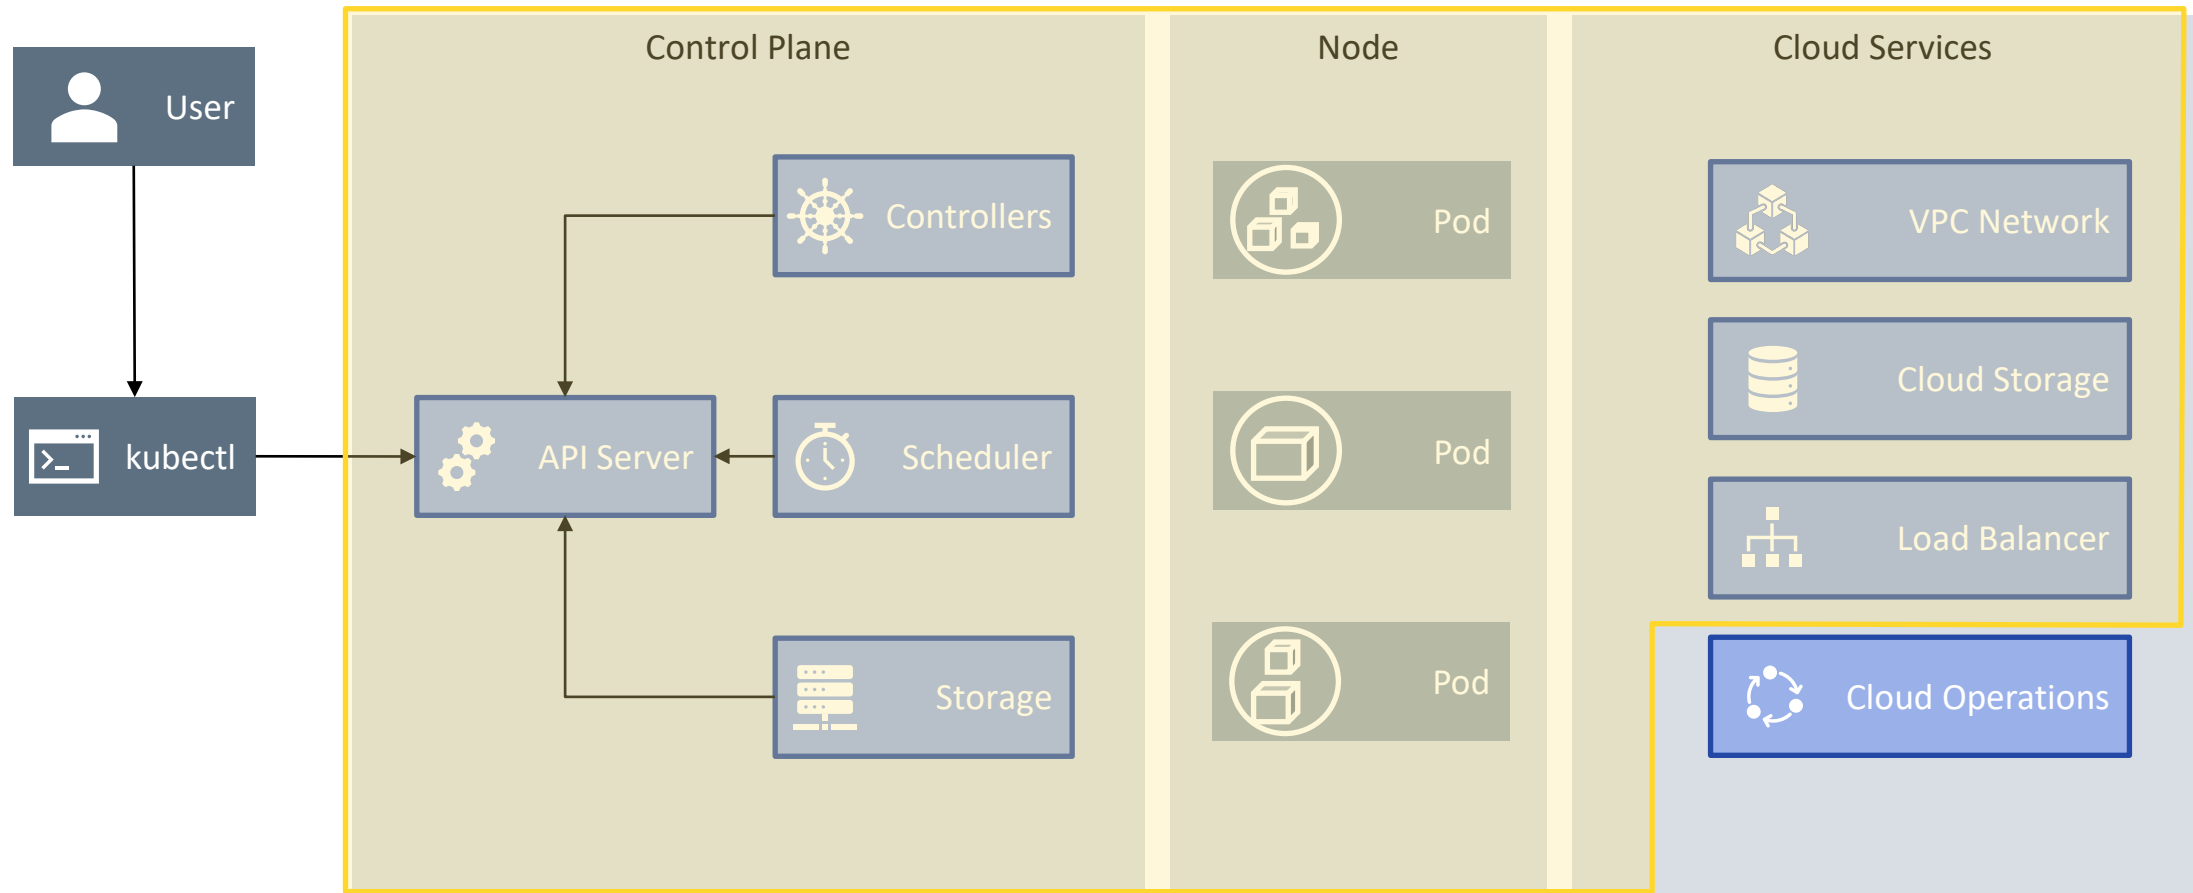 Control Plane
Node
Cloud Services
User
Controllers
Pod
VPC Network
Cloud Storage
kubectl
API Server
Scheduler
Pod
Load Balancer
Storage
Pod
Cloud Operations